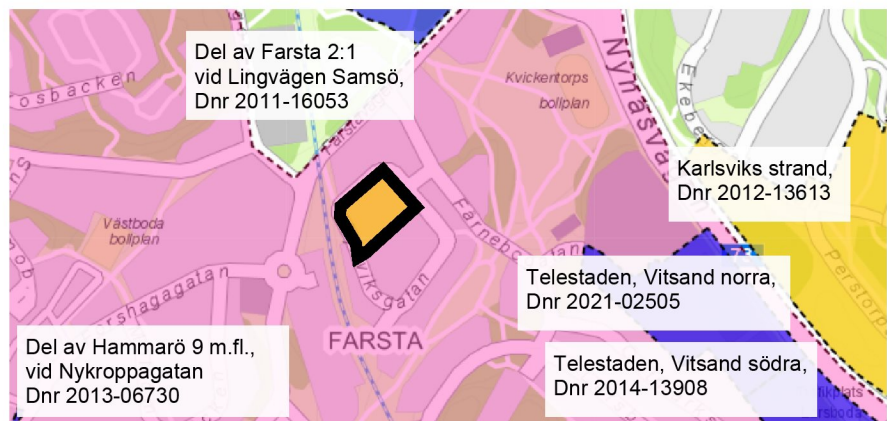 Del av Farsta 2:1
vid Lingvägen Samsö,
Dnr 2011-16053
Kvickentorps
bollplan
Karlsviks strand,
Dnr 2012-13613
Västboda
bollplan
73
Telestaden, Vitsand norra,
Dnr 2021-02505
FARSTA
Del av Hammarö 9 m.fl.,
vid Nykroppagatan
Dnr 2013-06730
Telestaden, Vitsand södra,
Dnr 2014-13908